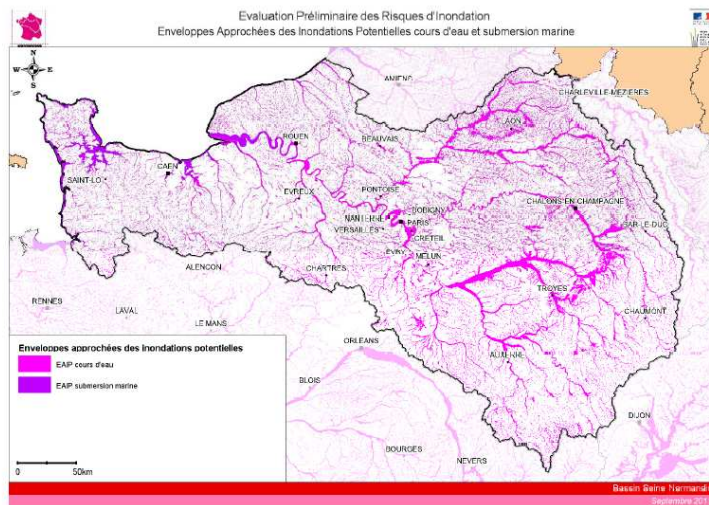 Evaluation Préliminaire des Risques d'Inondation
Enveloppes Approchées des Inondations Potentielles cours d'eau et submersion marine
N
W E
S
AMIENS
CHARLEVILLE-MEZIERES
LAON
ROUEN
BEAUVAIS
CAEN
SAINT-LO
EVREUX
PONTOISE
CHALONS-EN-CHAMPAGNE
BOBIGNY
NANTERRE
PARIS
BAR-LE-DUC
VERSAILLES
CRETEIL
EVRY
MELUN
ALENCON
CHARTRES
TROYES
CHAUMONT
RENNES
LAVAL
LE MANS
ORLEANS
AUXERRE
Enveloppes approchées des inondations potentielles
EAIP cours d'eau
EAIP submersion marine
BLOIS
DIJON
BOURGES
NEVERS
0 50km
Bassin Seine Normandie
Septembre